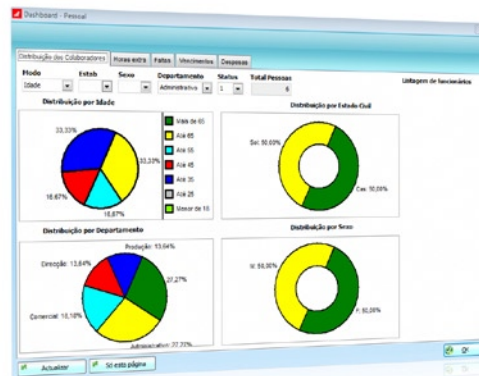 Dashboard - Pessoal
Distribuição dos Colaboradores Horas extra Faltas Vencimentos Despesas
Modo Estab Sexo Departamento Status Total Pessoas Listagem de funcionários
Idade Administrativo 1 6
Distribuição por Idade
33,33%
33,33%
16,67%
16,67%
Mais de 65
Até 65
Até 55
Até 45
Até 35
Até 25
Menor de 18
Distribuição por Estado Civil
Sol: 50,00%
Cas: 50,00%
Distribuição por Departamento
Produção: 13,64%
Direcção: 13,64%
27,27%
Comercial: 18,18%
Administrativo: 27,27%
Distribuição por Sexo
M: 50,00%
F: 50,00%
Actualizar Só esta página